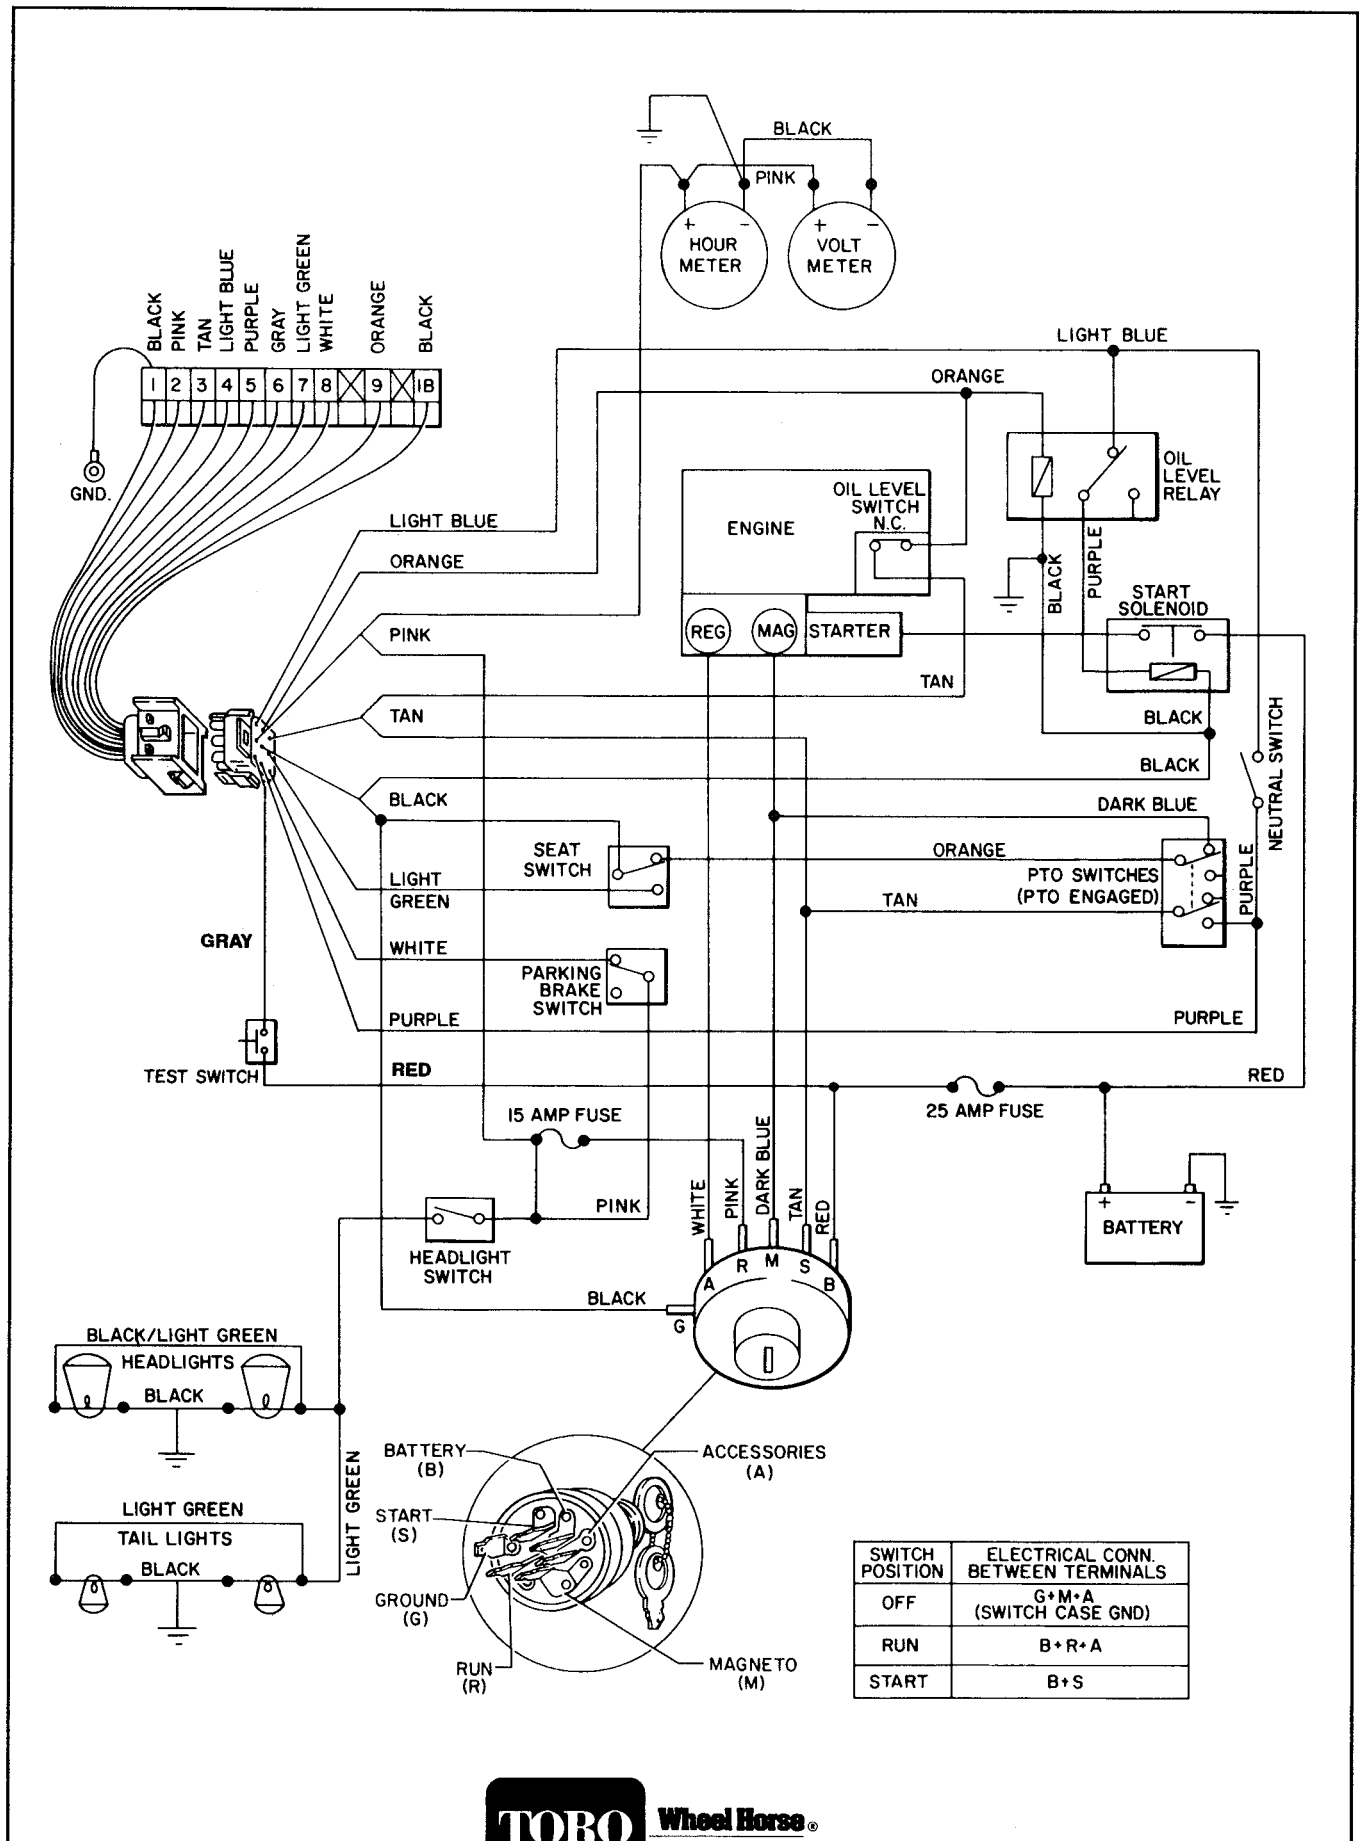 BLACK
PINK
HOUR
METER
+
-
VOLT
METER
+
-
BLACK
PINK
TAN
LIGHT BLUE
PURPLE
GRAY
LIGHT GREEN
WHITE
ORANGE
BLACK
1 2 3 4 5 6 7 8 9 1B
GND.
LIGHT BLUE
ORANGE
OIL
LEVEL
RELAY
OIL LEVEL
SWITCH
N.C.
ENGINE
LIGHT BLUE
ORANGE
BLACK
PURPLE
START
SOLENOID
REG
MAG
STARTER
PINK
TAN
TAN
BLACK
BLACK
NEUTRAL SWITCH
BLACK
DARK BLUE
SEAT
SWITCH
ORANGE
PTO SWITCHES
(PTO ENGAGED)
PURPLE
LIGHT
GREEN
TAN
GRAY
WHITE
PARKING
BRAKE
SWITCH
PURPLE
PURPLE
TEST SWITCH
RED
RED
25 AMP FUSE
15 AMP FUSE
WHITE
PINK
DARK BLUE
TAN
RED
PINK
+
-
BATTERY
HEADLIGHT
SWITCH
A
R
M
S
B
G
BLACK
BLACK/LIGHT GREEN
HEADLIGHTS
BLACK
LIGHT GREEN
LIGHT GREEN
TAIL LIGHTS
BLACK
BATTERY
(B)
ACCESSORIES
(A)
START
(S)
GROUND
(G)
RUN
(R)
MAGNETO
(M)
SWITCH
POSITION
ELECTRICAL CONN.
BETWEEN TERMINALS
OFF
G+M+A
(SWITCH CASE GND)
RUN
B+R+A
START
B+S
TORO
Wheel Horse®